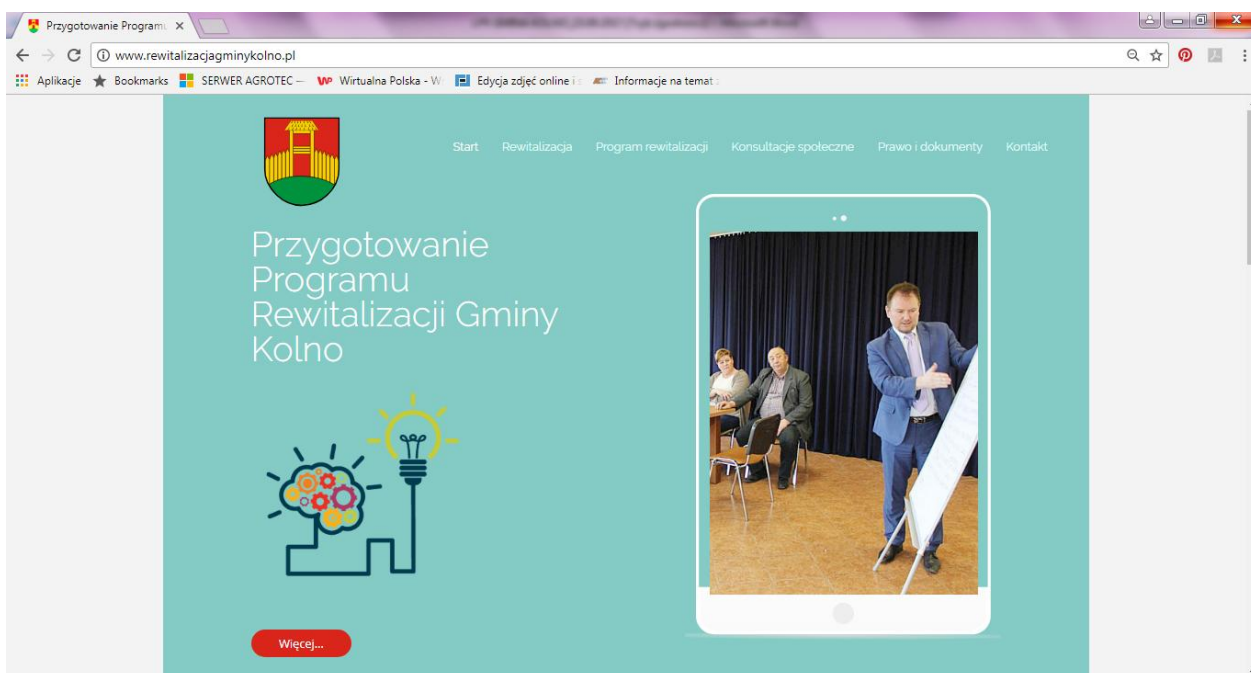 Przygotowanie Program
www.rewitalizacjagminykolno.pl
Aplikacje Bookmarks SERWER AGROTEC — Wirtualna Polska - W Edycja zdjęć online i Informacje na temat
Start Rewitalizacja Program rewitalizacji Konsultacje społeczne Prawo i dokumenty Kontakt
Przygotowanie
Programu
Rewitalizacji Gminy
Kolno
Więcej...